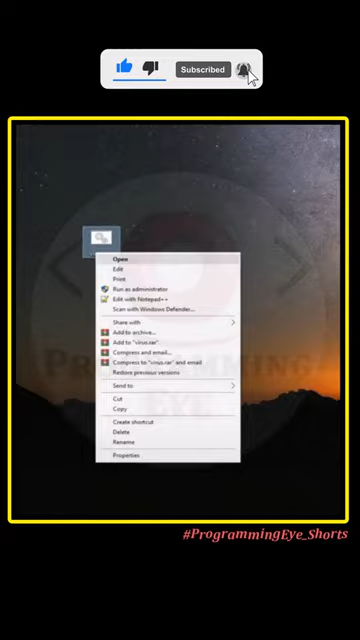 Subscribed
Open
Edit
Print
Run as administrator
Edit with Notepad++
Scan with Windows Defender...
Share with
Add to archive...
Add to "virus.rar"
Compress and email...
Compress to "virus.rar" and email
Restore previous versions
Send to
Cut
Copy
Create shortcut
Delete
Rename
Properties
PROGRAMMING
EYE
#ProgrammingEye_Shorts